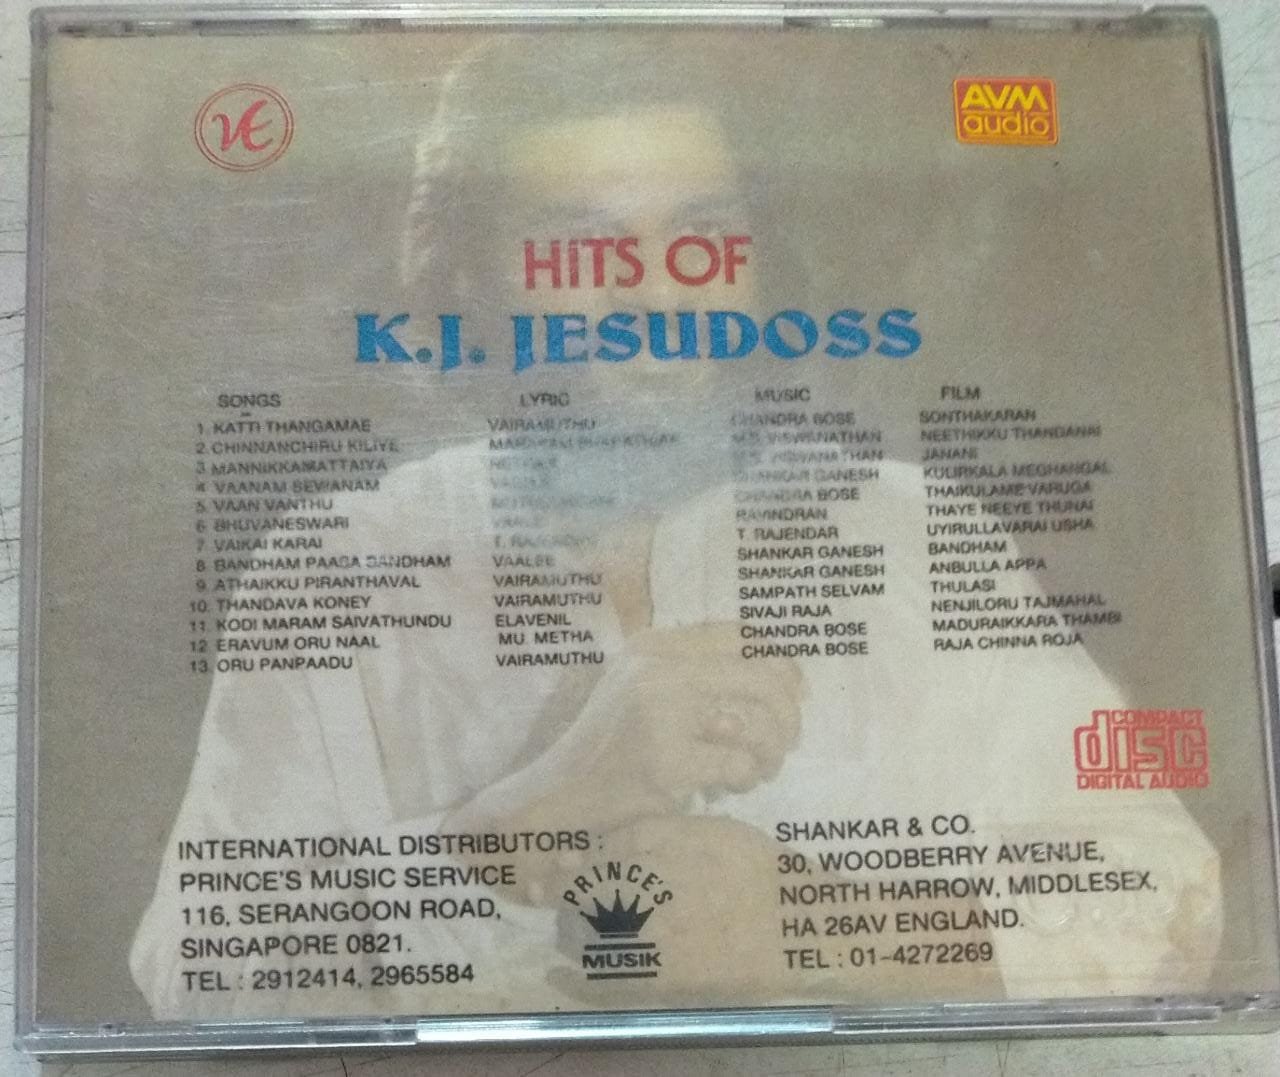 VE
AVM
audio
HiTS OF
K.J. JESUDOSS
SONGS LYRIC MUSIC FILM
1. KATTI THANGAMAE VAIRAMUTHU CHANDRA BOSE SONTHAKARAN
2. CHINNANCHIRU KILIYE M.S. VISWANATHAN NEETHIKKU THANDANAI
3. MANNIKKAMATTAIYA M.S. VISWANATHAN JANANI
4. VAANAM SEVVANAM SHANKAR GANESH KUURKALA MEGHANGAL
5. VAAN VANTHU CHANDRA BOSE THAIKULAME VARUGA
6. BHUVANESWARI RAVINDRAN THAYE NEEYE THUNAI
7. VAIKAI KARAI T. RAJENDAR T. RAJENDAR UYIRULLAVARAI USHA
8. BANDHAM PAASA BANDHAM VAALEE SHANKAR GANESH BANDHAM
9. ATHAIKKU PIRANTHAVAL VAIRAMUTHU SHANKAR GANESH ANBULLA APPA
10. THANDAVA KONEY VAIRAMUTHU SAMPATH SELVAM THULASI
11. KODI MARAM SAIVATHUNDU ELAVENIL SIVAJI RAJA NENJILORU TAJMAHAL
12. ERAVUM ORU NAAL MU. METHA CHANDRA BOSE MADURAIKKARA THAMBI
13. ORU PANPAADU VAIRAMUTHU CHANDRA BOSE RAJA CHINNA ROJA
COMPACT
disc
DIGITAL AUDIO
INTERNATIONAL DISTRIBUTORS :
PRINCE'S MUSIC SERVICE
116, SERANGOON ROAD,
SINGAPORE 0821.
TEL : 2912414, 2965584
PRINCE'S
MUSIK
SHANKAR & CO.
30, WOODBERRY AVENUE,
NORTH HARROW, MIDDLESEX,
HA 26AV ENGLAND.
TEL : 01-4272269